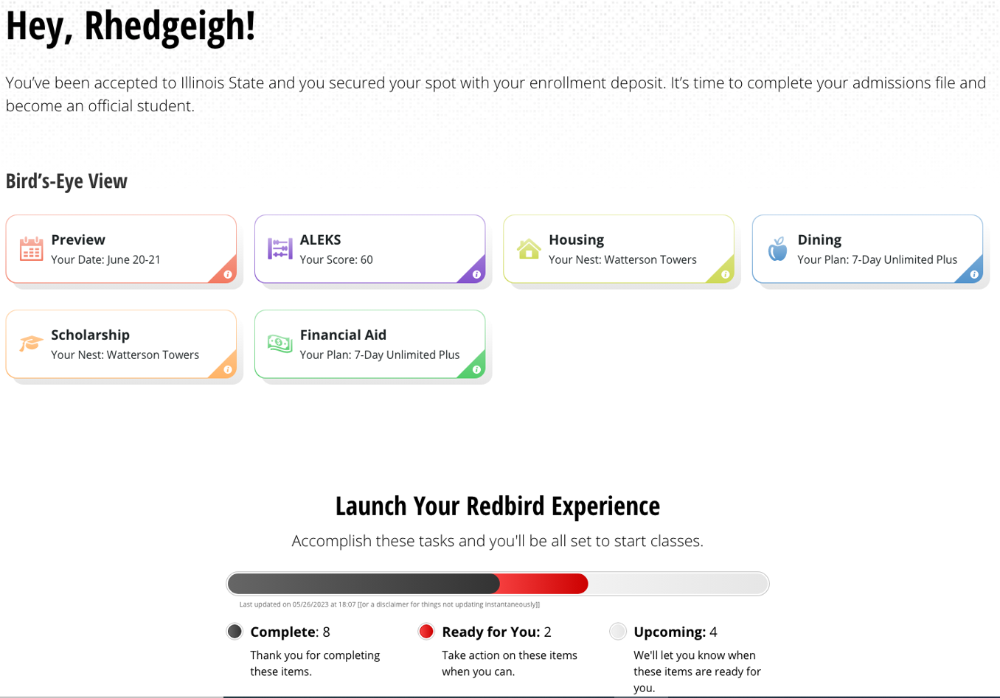 Hey, Rhedgeigh!
You’ve been accepted to Illinois State and you secured your spot with your enrollment deposit. It’s time to complete your admissions file and
become an official student.
Bird’s-Eye View
Preview
Your Date: June 20-21
ALEKS
Your Score: 60
Housing
Your Nest: Watterson Towers
Dining
Your Plan: 7-Day Unlimited Plus
Scholarship
Your Nest: Watterson Towers
Financial Aid
Your Plan: 7-Day Unlimited Plus
Launch Your Redbird Experience
Accomplish these tasks and you'll be all set to start classes.
Last updated on 05/26/2023 at 18:07 [[or a disclaimer for things not updating instantaneously]]
Complete: 8
Thank you for completing
these items.
Ready for You: 2
Take action on these items
when you can.
Upcoming: 4
We'll let you know when
these items are ready for
you.